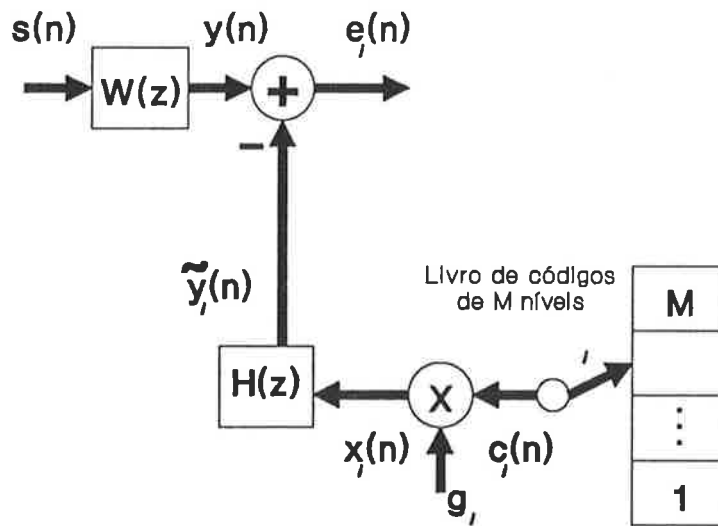 s(n)
y(n)
e,(n)
W(z)
+
−
ỹ,(n)
Livro de códigos
de M níveis
M
,
H(z)
X
⋮
x,(n)
c,(n)
g,
1